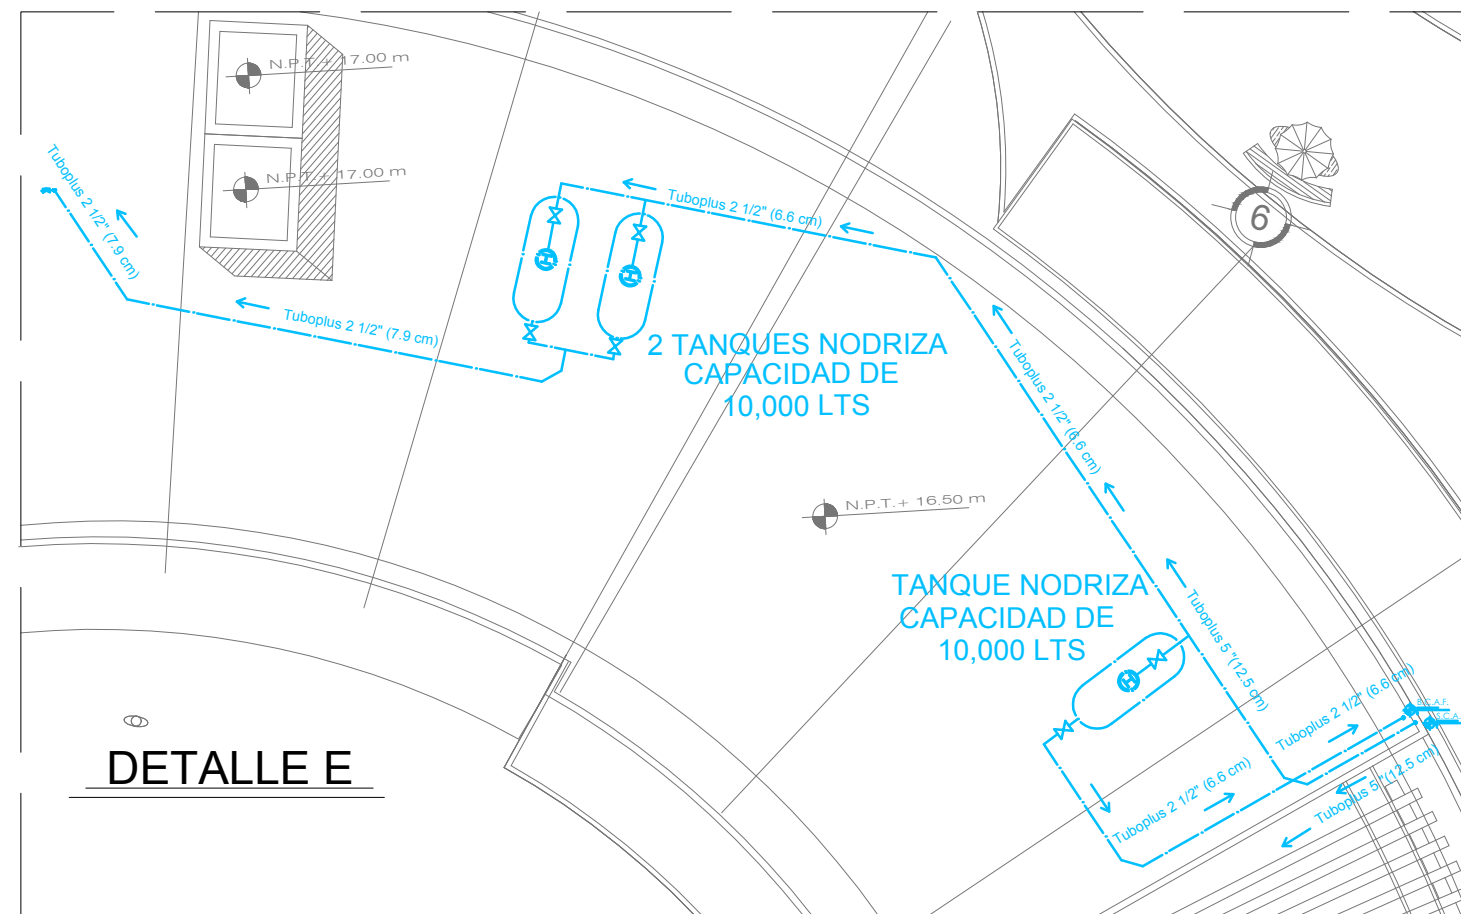 N.P.T.+ 17.00 m
N.P.T.+ 17.00 m
Tuboplus 2 1/2" (7.9 cm)
Tuboplus 2 1/2" (7.9 cm)
Tuboplus 2 1/2" (6.6 cm)
6
2 TANQUES NODRIZA
CAPACIDAD DE
10,000 LTS
Tuboplus 2 1/2" (6.6 cm)
N.P.T.+ 16.50 m
TANQUE NODRIZA
CAPACIDAD DE
10,000 LTS
Tuboplus 5 "(12.5 cm)
Tuboplus 2 1/2" (6.6 cm)
B.C.A.F.
S.C.A.
Tuboplus 2 1/2" (6.6 cm)
Tuboplus 5 "(12.5 cm)
DETALLE E